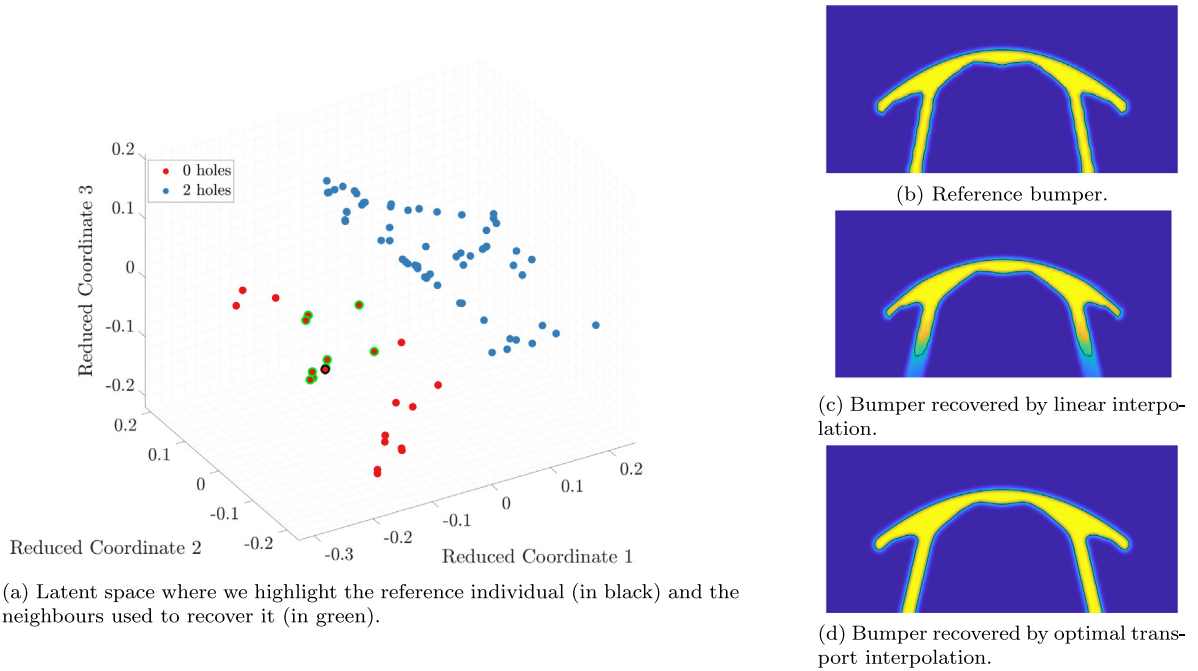 0.2
0.1
0
-0.1
-0.2
Reduced Coordinate 3
0 holes
2 holes
0.2
0.1
0
-0.1
-0.2
Reduced Coordinate 2
-0.3
-0.2
-0.1
0
0.1
0.2
Reduced Coordinate 1
(a) Latent space where we highlight the reference individual (in black) and the
neighbours used to recover it (in green).
(b) Reference bumper.
(c) Bumper recovered by linear interpo-
lation.
(d) Bumper recovered by optimal trans-
port interpolation.